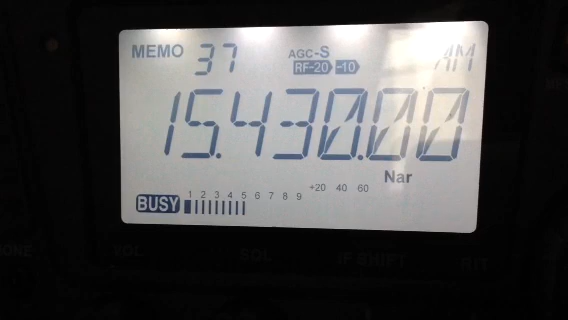 MEMO 37 AGC-S AM
RF-20 -10
15.430.00
Nar
+20 40 60
1 2 3 4 5 6 7 8 9
BUSY
VOL SQL IF SHIFT RIT